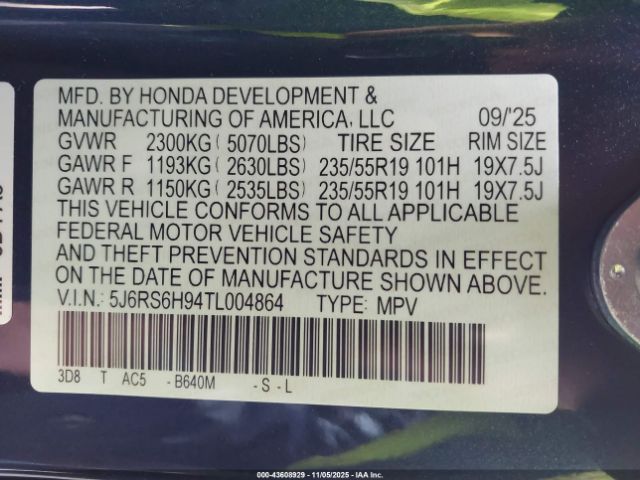 MFD. BY HONDA DEVELOPMENT &
MANUFACTURING OF AMERICA, LLC 09/'25
GVWR 2300KG( 5070LBS) TIRE SIZE RIM SIZE
GAWR F 1193KG( 2630LBS) 235/55R19 101H 19X7.5J
GAWR R 1150KG( 2535LBS) 235/55R19 101H 19X7.5J
THIS VEHICLE CONFORMS TO ALL APPLICABLE
FEDERAL MOTOR VEHICLE SAFETY
AND THEFT PREVENTION STANDARDS IN EFFECT
ON THE DATE OF MANUFACTURE SHOWN ABOVE.
V.I.N.: 5J6RS6H94TL004864 TYPE: MPV
3D8 T AC5 - B640M - S - L
000-43608929 - 11/05/2025 - IAA Inc.